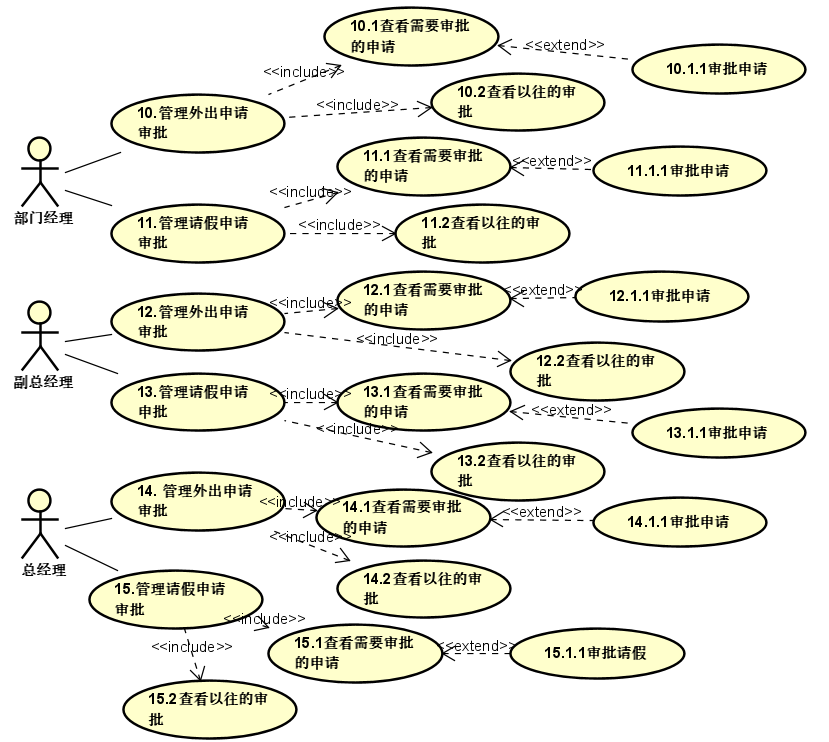 10.1查看需要审批
的申请
<<extend>>
10.1.1审批申请
<<include>>
10.管理外出申请
审批
<<include>>
10.2查看以往的审
批
部门经理
11.1查看需要审批
的申请
<<extend>>
11.1.1审批申请
<<include>>
11.管理请假申请
审批
<<include>>
11.2查看以往的审
批
12.管理外出申请
审批
<<include>>
12.1查看需要审批
的申请
<<extend>>
12.1.1审批申请
<<include>>
12.2查看以往的审
批
副总经理
13.管理请假申请
审批
<<include>>
13.1查看需要审批
的申请
<<extend>>
13.1.1审批申请
<<include>>
13.2查看以往的审
批
14. 管理外出申请
审批
<<include>>
14.1查看需要审批
的申请
<<extend>>
14.1.1审批申请
<<include>>
14.2查看以往的审
批
总经理
15.管理请假申请
审批
<<include>>
15.1查看需要审批
的申请
<<extend>>
15.1.1审批请假
<<include>>
15.2查看以往的审
批